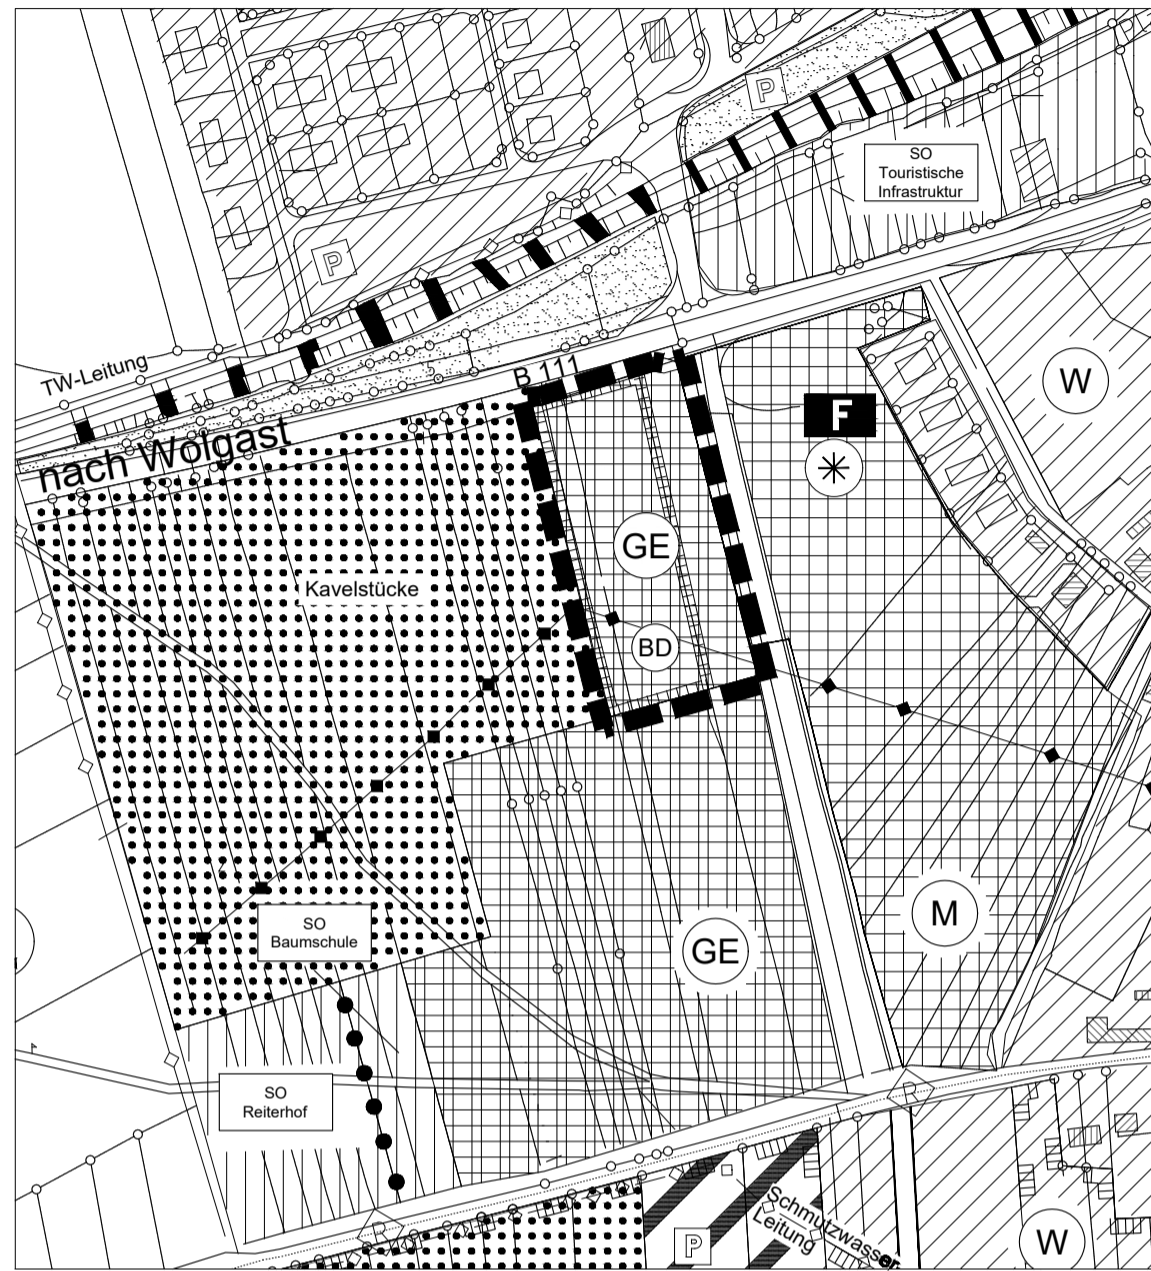 P
SO
Touristische
Infrastruktur
P
TW-Leitung
B 111
W
F
nach Wolgast
GE
Kavelstücke
BD
M
SO
Baumschule
GE
SO
Reiterhof
Schmutzwasser-
Leitung
P
W